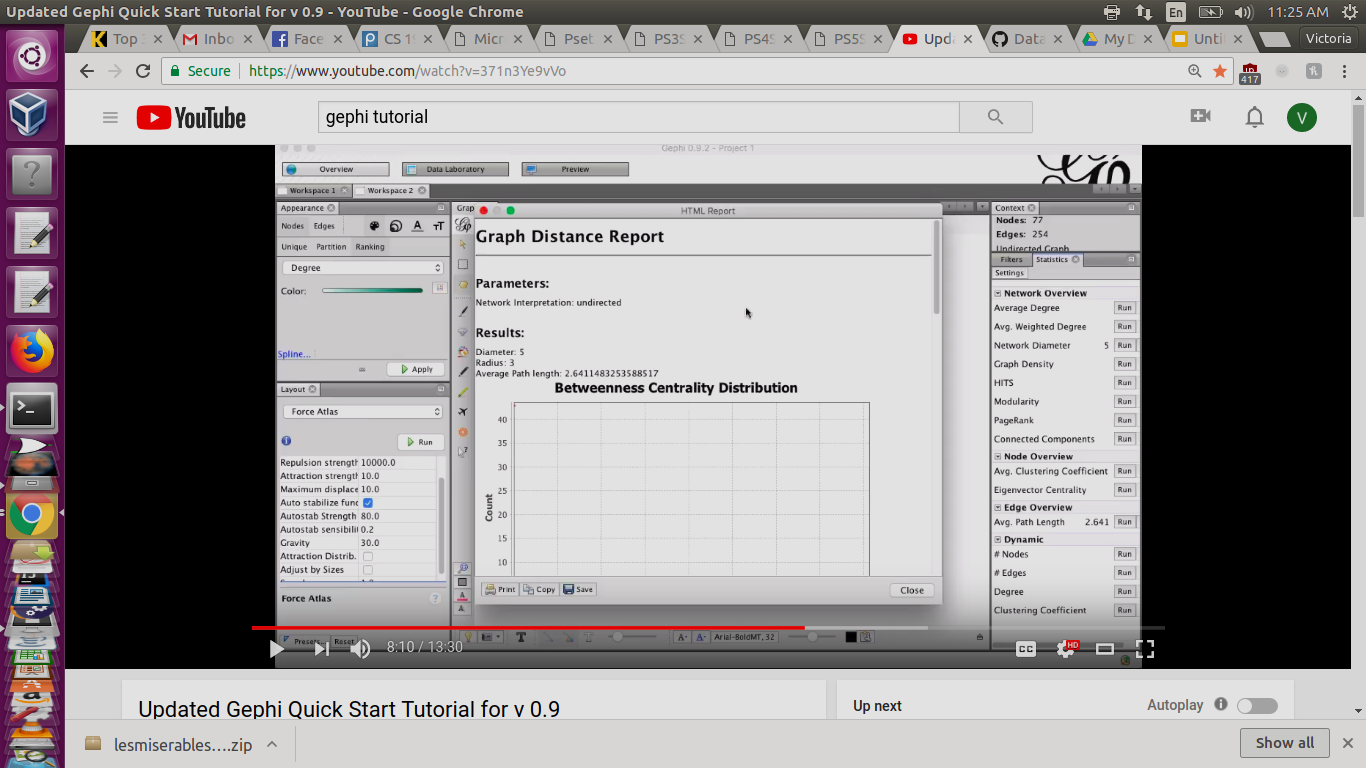 Updated Gephi Quick Start Tutorial for v 0.9 - YouTube - Google Chrome
En
11:25 AM
Top
Inbo
Face
CS 19
Micr
Pset
PS3S
PS4S
PS5S
Upda
Data
My D
Unti
Victoria
Secure
https://www.youtube.com/watch?v=371n3Ye9vVo
417
YouTube
gephi tutorial
V
Gephi 0.9.2 - Project 1
Overview
Data Laboratory
Preview
Workspace 1
Workspace 2
Appearance
Nodes
Edges
Unique
Partition
Ranking
Degree
Color:
Spline...
Apply
Layout
Force Atlas
Run
Repulsion strength 10000.0
Attraction strength 10.0
Maximum displace 10.0
Auto stabilize func
Autostab Strength 80.0
Autostab sensibili 0.2
Gravity 30.0
Attraction Distrib.
Adjust by Sizes
Force Atlas
Presets...
Reset
Grap
HTML Report
Graph Distance Report
Parameters:
Network Interpretation: undirected
Results:
Diameter: 5
Radius: 3
Average Path length: 2.6411483253588517
Betweenness Centrality Distribution
40
35
30
25
20
15
10
Count
Print
Copy
Save
Close
Arial-BoldMT, 32
Context
Nodes: 77
Edges: 254
Undirected Graph
Filters
Statistics
Settings
Network Overview
Average Degree Run
Avg. Weighted Degree Run
Network Diameter 5 Run
Graph Density Run
HITS Run
Modularity Run
PageRank Run
Connected Components Run
Node Overview
Avg. Clustering Coefficient Run
Eigenvector Centrality Run
Edge Overview
Avg. Path Length 2.641 Run
Dynamic
# Nodes Run
# Edges Run
Degree Run
Clustering Coefficient Run
8:10 / 13:30
CC
HD
Updated Gephi Quick Start Tutorial for v 0.9
Up next
Autoplay
lesmiserables....zip
Show all